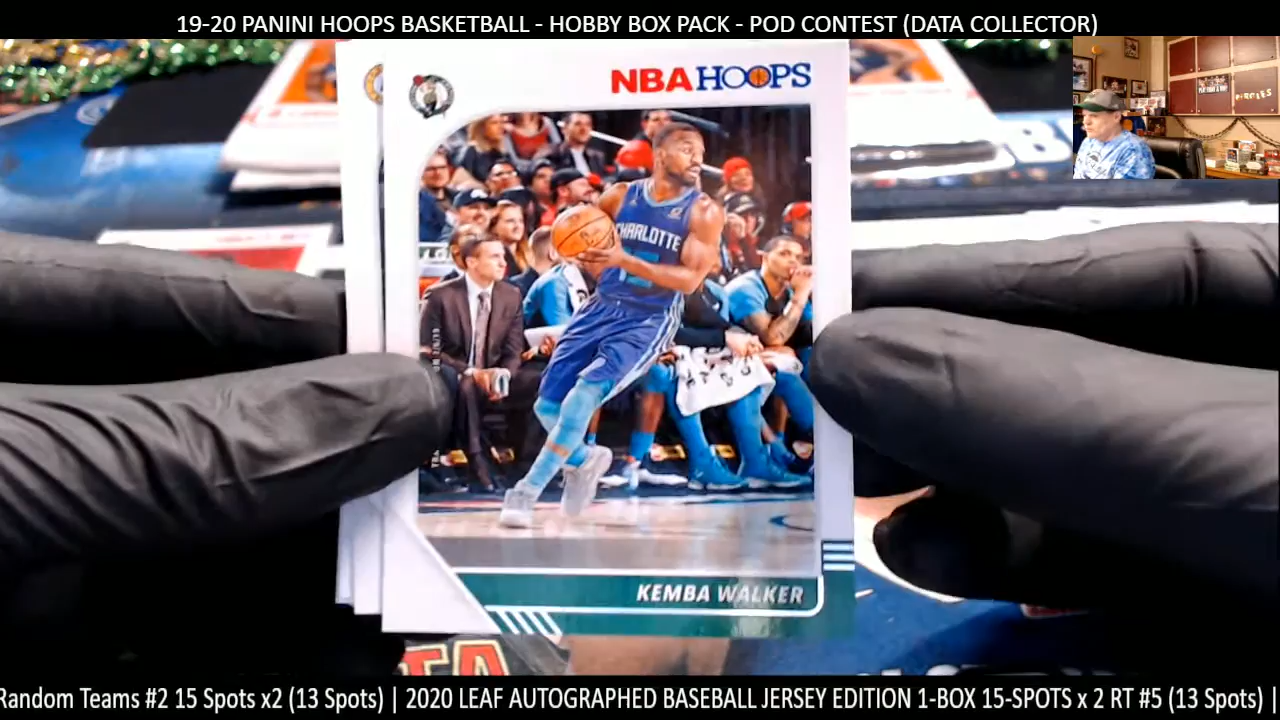 19-20 PANINI HOOPS BASKETBALL - HOBBY BOX PACK - POD CONTEST (DATA COLLECTOR)
NBA HOOPS
PIRATES
CHARLOTTE
15
KEMBA WALKER
Random Teams #2 15 Spots x2 (13 Spots) | 2020 LEAF AUTOGRAPHED BASEBALL JERSEY EDITION 1-BOX 15-SPOTS x 2 RT #5 (13 Spots) |